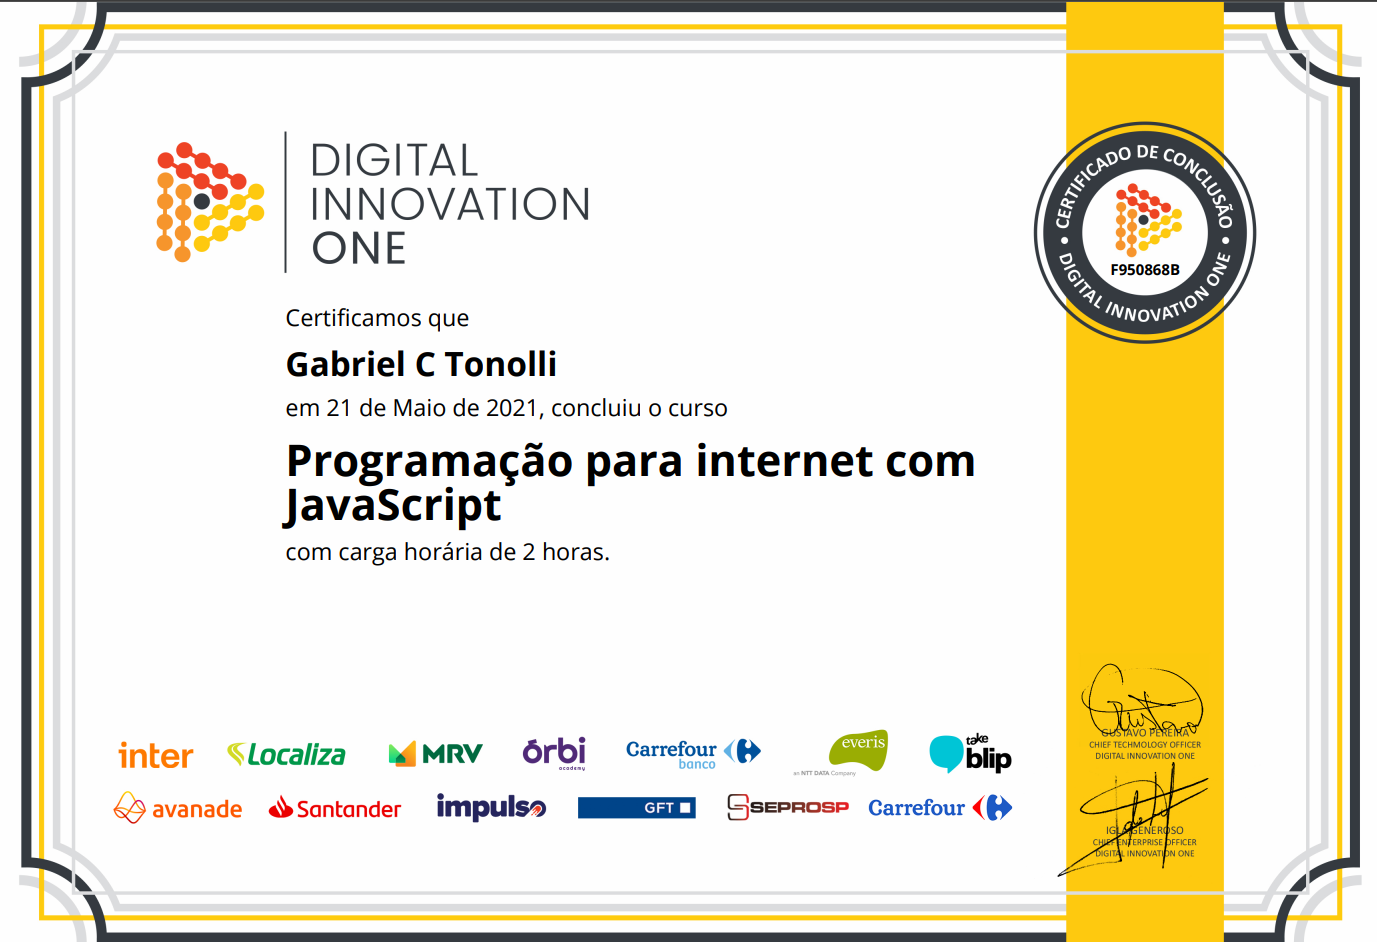 DIGITAL
INNOVATION
ONE
CERTIFICADO DE CONCLUSÃO
F950868B
DIGITAL INNOVATION ONE
Certificamos que
Gabriel C Tonolli
em 21 de Maio de 2021, concluiu o curso
Programação para internet com
JavaScript
com carga horária de 2 horas.
Gustavo
GUSTAVO PEREIRA
CHIEF TECHNOLOGY OFFICER
DIGITAL INNOVATION ONE
inter Localiza MRV órbi academy Carrefour banco everis an NTT DATA Company take blip
avanade Santander impulso GFT SEPROSP Carrefour
IGLÁ GENEROSO
CHIEF ENTERPRISE OFFICER
DIGITAL INNOVATION ONE